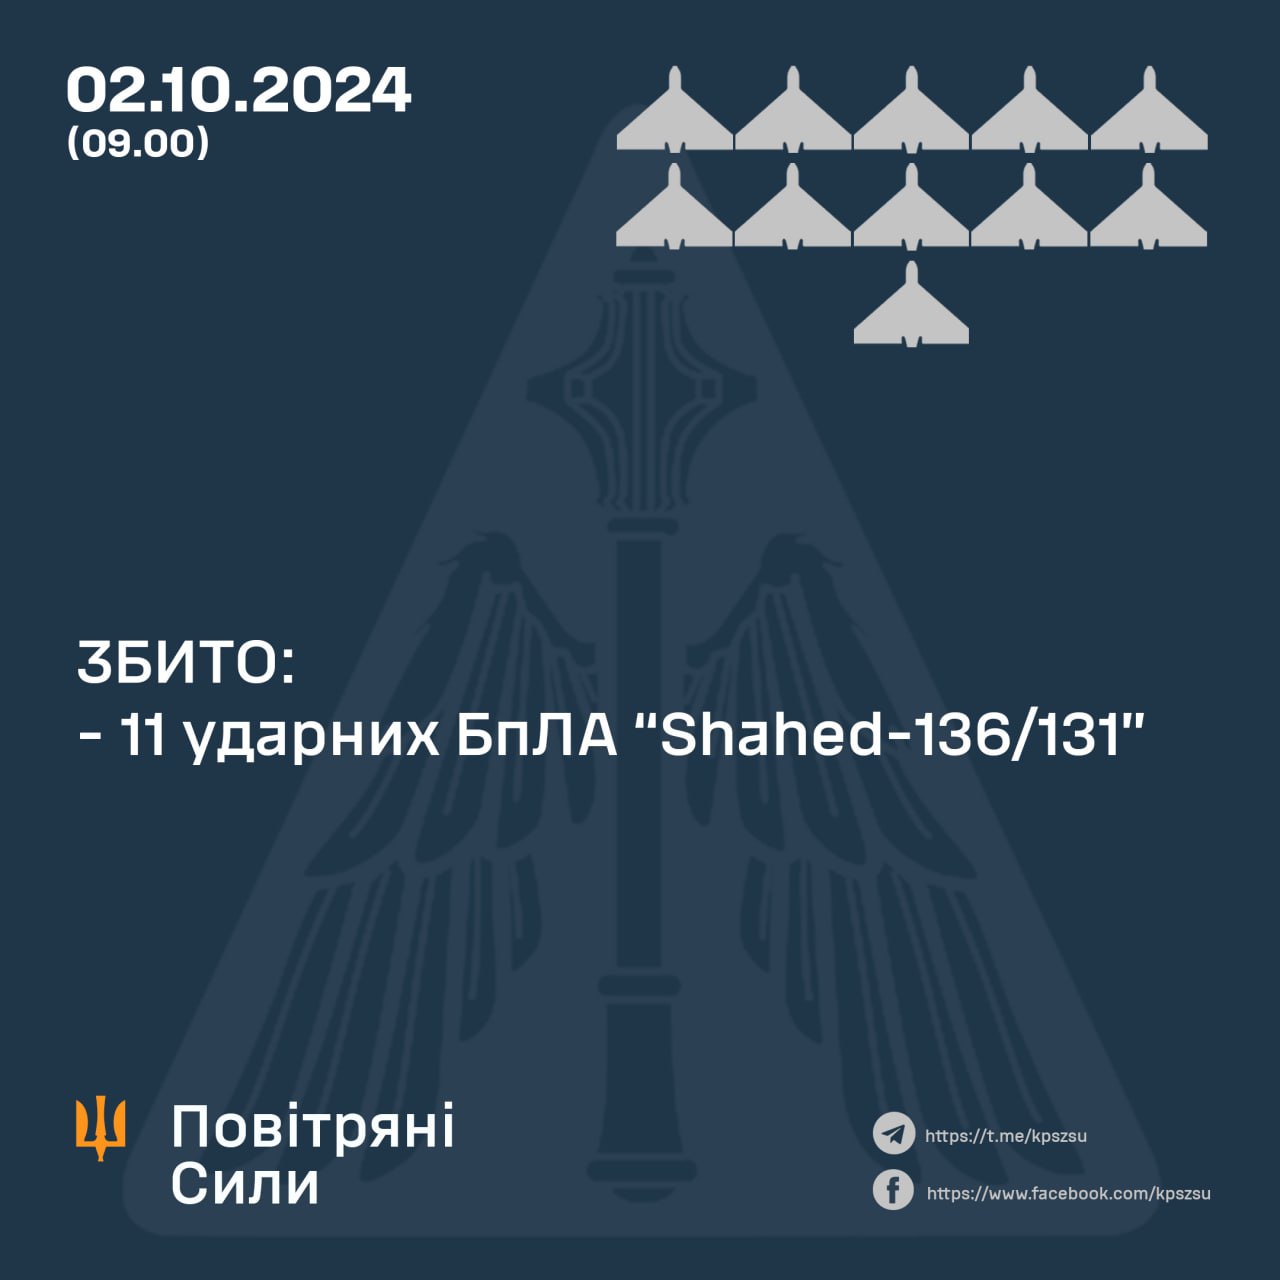 02.10.2024
(09.00)
ЗБИТО:
- 11 ударних БпЛА “Shahed-136/131”
Повітряні
Сили
https://t.me/kpszsu
https://www.facebook.com/kpszsu